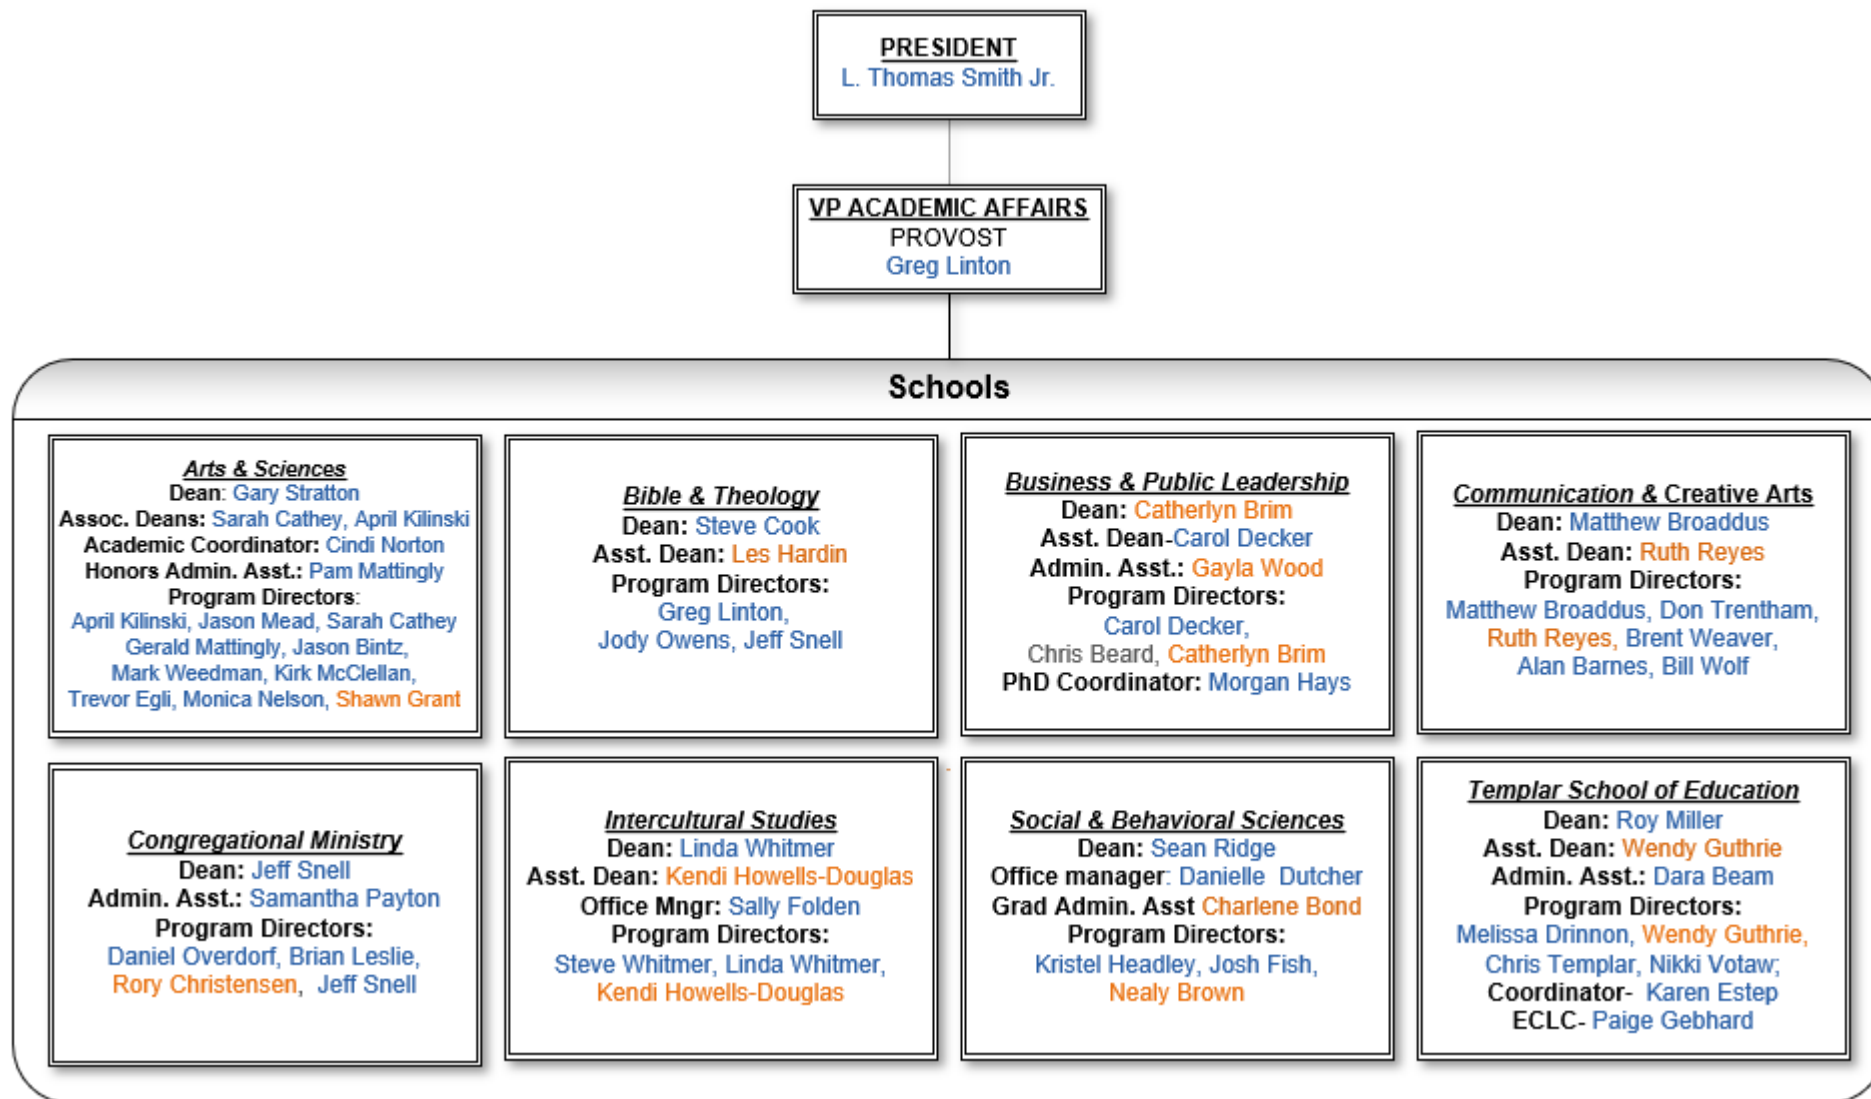 PRESIDENT
L. Thomas Smith Jr.
VP ACADEMIC AFFAIRS
PROVOST
Greg Linton
Schools
Arts & Sciences
Dean: Gary Stratton
Assoc. Deans: Sarah Cathey, April Kilinski
Academic Coordinator: Cindi Norton
Honors Admin. Asst.: Pam Mattingly
Program Directors:
April Kilinski, Jason Mead, Sarah Cathey
Gerald Mattingly, Jason Bintz,
Mark Weedman, Kirk McClellan,
Trevor Egli, Monica Nelson, Shawn Grant
Bible & Theology
Dean: Steve Cook
Asst. Dean: Les Hardin
Program Directors:
Greg Linton,
Jody Owens, Jeff Snell
Business & Public Leadership
Dean: Catherlyn Brim
Asst. Dean-Carol Decker
Admin. Asst.: Gayla Wood
Program Directors:
Carol Decker,
Chris Beard, Catherlyn Brim
PhD Coordinator: Morgan Hays
Communication & Creative Arts
Dean: Matthew Broaddus
Asst. Dean: Ruth Reyes
Program Directors:
Matthew Broaddus, Don Trentham,
Ruth Reyes, Brent Weaver,
Alan Barnes, Bill Wolf
Congregational Ministry
Dean: Jeff Snell
Admin. Asst.: Samantha Payton
Program Directors:
Daniel Overdorf, Brian Leslie,
Rory Christensen, Jeff Snell
Intercultural Studies
Dean: Linda Whitmer
Asst. Dean: Kendi Howells-Douglas
Office Mngr: Sally Folden
Program Directors:
Steve Whitmer, Linda Whitmer,
Kendi Howells-Douglas
Social & Behavioral Sciences
Dean: Sean Ridge
Office manager: Danielle Dutcher
Grad Admin. Asst Charlene Bond
Program Directors:
Kristel Headley, Josh Fish,
Nealy Brown
Templar School of Education
Dean: Roy Miller
Asst. Dean: Wendy Guthrie
Admin. Asst.: Dara Beam
Program Directors:
Melissa Drinnon, Wendy Guthrie,
Chris Templar, Nikki Votaw;
Coordinator- Karen Estep
ECLC- Paige Gebhard